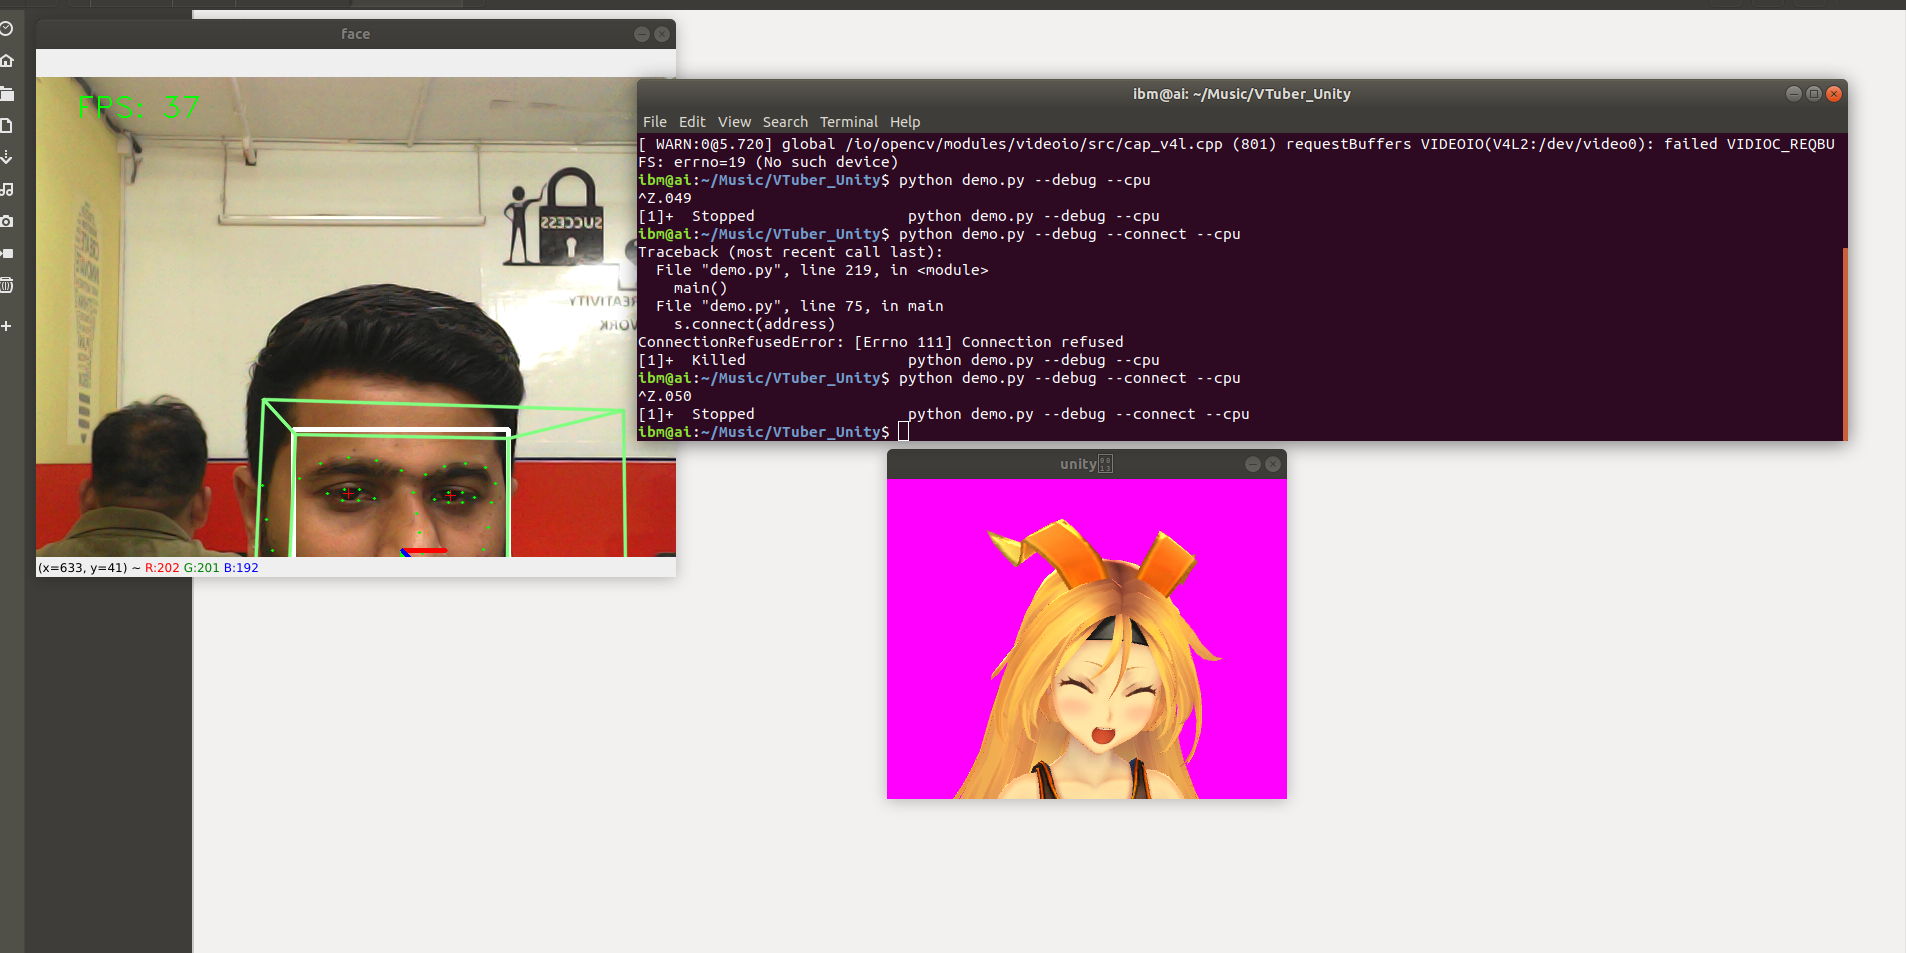 face
FPS: 37
SUCCESS
REATIVITY
WORK
(x=633, y=41) ~ R:202 G:201 B:192
ibm@ai: ~/Music/VTuber_Unity
File Edit View Search Terminal Help
[ WARN:0@5.720] global /io/opencv/modules/videoio/src/cap_v4l.cpp (801) requestBuffers VIDEOIO(V4L2:/dev/video0): failed VIDIOC_REQBU
FS: errno=19 (No such device)
ibm@ai:~/Music/VTuber_Unity$ python demo.py --debug --cpu
^Z.049
[1]+  Stopped                 python demo.py --debug --cpu
ibm@ai:~/Music/VTuber_Unity$ python demo.py --debug --connect --cpu
Traceback (most recent call last):
  File "demo.py", line 219, in <module>
    main()
  File "demo.py", line 75, in main
    s.connect(address)
ConnectionRefusedError: [Errno 111] Connection refused
[1]+  Killed                  python demo.py --debug --cpu
ibm@ai:~/Music/VTuber_Unity$ python demo.py --debug --connect --cpu
^Z.050
[1]+  Stopped                 python demo.py --debug --connect --cpu
ibm@ai:~/Music/VTuber_Unity$
unity